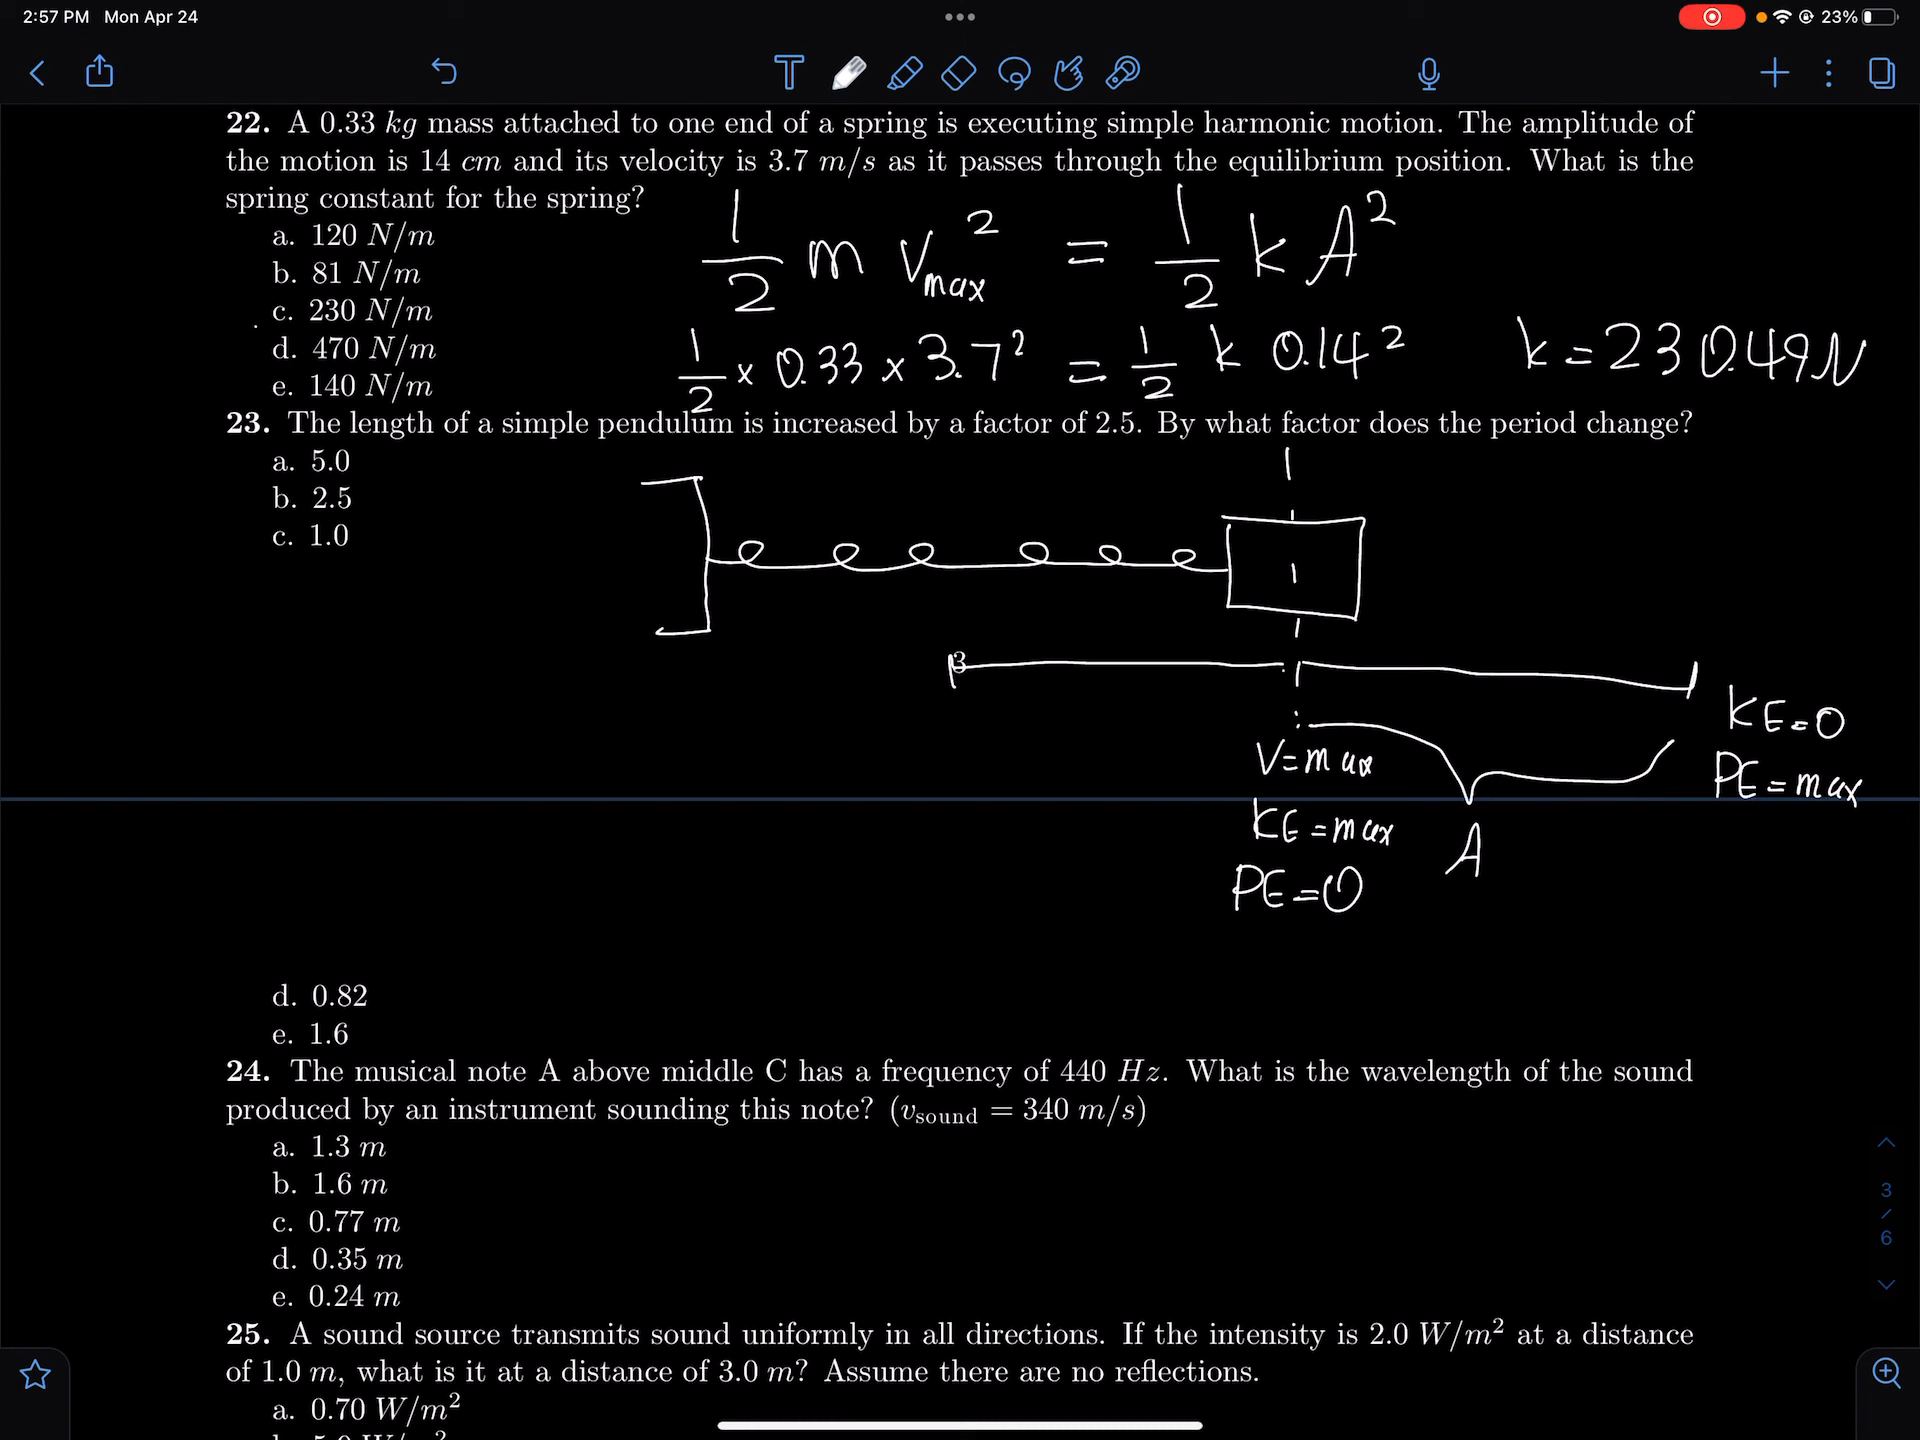 2:57 PM Mon Apr 24
23%
22. A 0.33 kg mass attached to one end of a spring is executing simple harmonic motion. The amplitude of
the motion is 14 cm and its velocity is 3.7 m/s as it passes through the equilibrium position. What is the
spring constant for the spring?
a. 120 N/m
b. 81 N/m
c. 230 N/m
d. 470 N/m
e. 140 N/m
1/2 m v_max² = 1/2 k A²
1/2 × 0.33 × 3.7² = 1/2 k 0.14² k = 230.49N
23. The length of a simple pendulum is increased by a factor of 2.5. By what factor does the period change?
a. 5.0
b. 2.5
c. 1.0
3
KE=0
PE=max
V=max
KE=max
PE=0
A
d. 0.82
e. 1.6
24. The musical note A above middle C has a frequency of 440 Hz. What is the wavelength of the sound
produced by an instrument sounding this note? (v_sound = 340 m/s)
a. 1.3 m
b. 1.6 m
c. 0.77 m
d. 0.35 m
e. 0.24 m
3
/
6
25. A sound source transmits sound uniformly in all directions. If the intensity is 2.0 W/m² at a distance
of 1.0 m, what is it at a distance of 3.0 m? Assume there are no reflections.
a. 0.70 W/m²